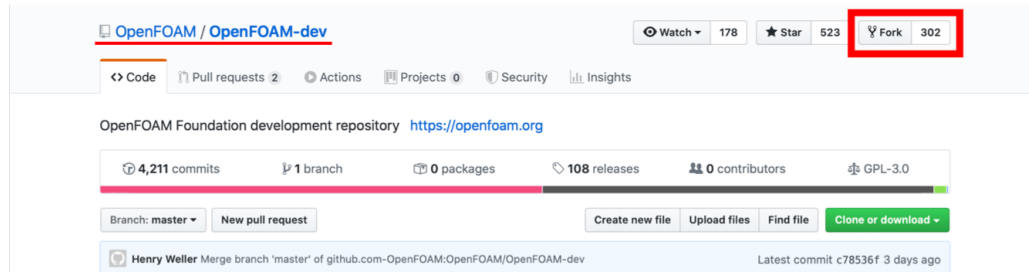 OpenFOAM / OpenFOAM-dev Watch 178 Star 523 Fork 302
Code Pull requests 2 Actions Projects 0 Security Insights
OpenFOAM Foundation development repository https://openfoam.org
4,211 commits 1 branch 0 packages 108 releases 0 contributors GPL-3.0
Branch: master New pull request Create new file Upload files Find file Clone or download
Henry Weller Merge branch 'master' of github.com-OpenFOAM:OpenFOAM/OpenFOAM-dev Latest commit c78536f 3 days ago